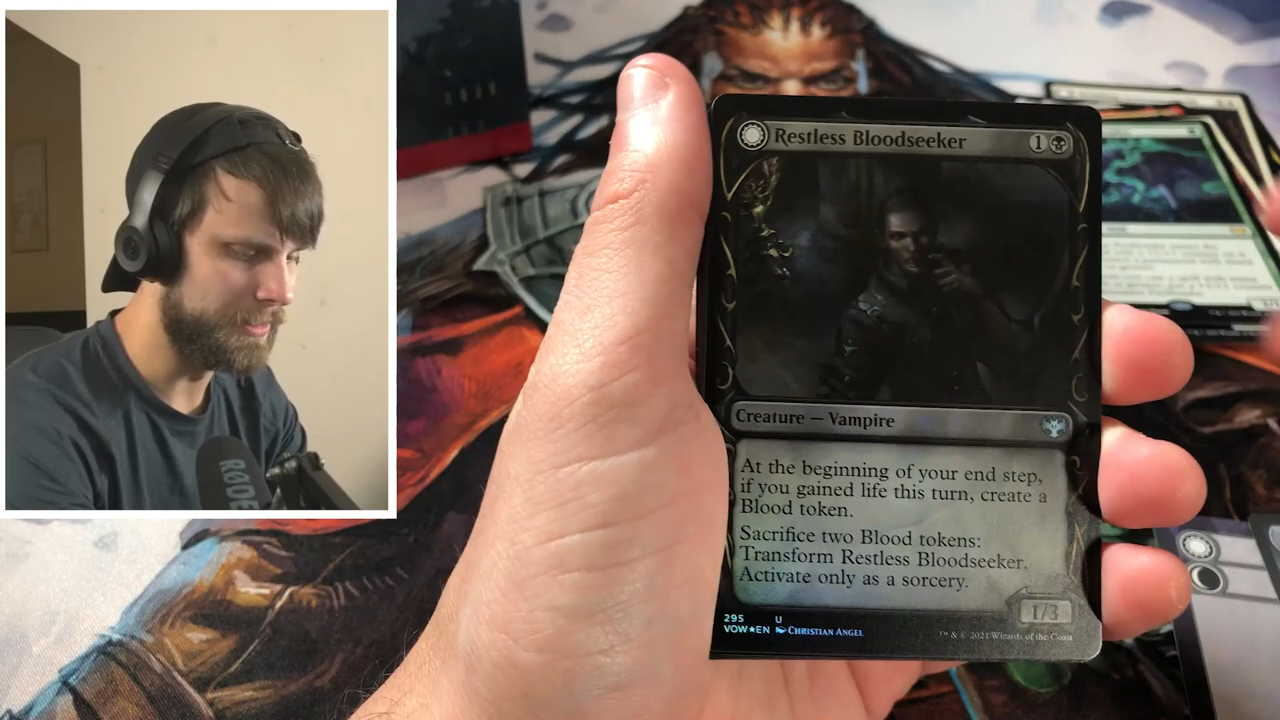 RØDE
Restless Bloodseeker
1
Creature — Vampire
At the beginning of your end step,
if you gained life this turn, create a
Blood token.
Sacrifice two Blood tokens:
Transform Restless Bloodseeker.
Activate only as a sorcery.
1/3
295 U
VOW★EN CHRISTIAN ANGEL
™ & © 2021 Wizards of the Coast